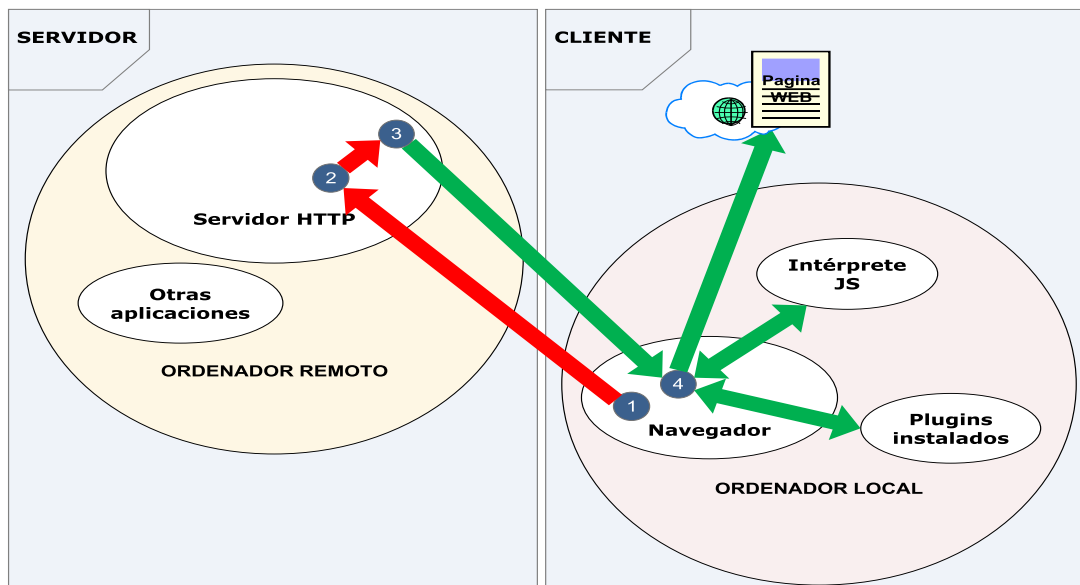 SERVIDOR
3
2
Servidor HTTP
Otras
aplicaciones
ORDENADOR REMOTO
CLIENTE
Pagina
WEB
Intérprete
JS
4
1
Navegador
Plugins
instalados
ORDENADOR LOCAL